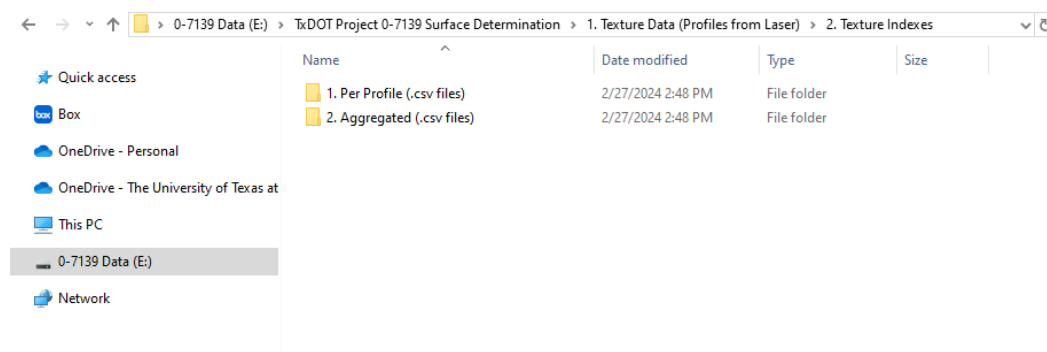 0-7139 Data (E:) > TxDOT Project 0-7139 Surface Determination > 1. Texture Data (Profiles from Laser) > 2. Texture Indexes
Name Date modified Type Size
Quick access
1. Per Profile (.csv files) 2/27/2024 2:48 PM File folder
box Box
2. Aggregated (.csv files) 2/27/2024 2:48 PM File folder
OneDrive - Personal
OneDrive - The University of Texas at
This PC
0-7139 Data (E:)
Network